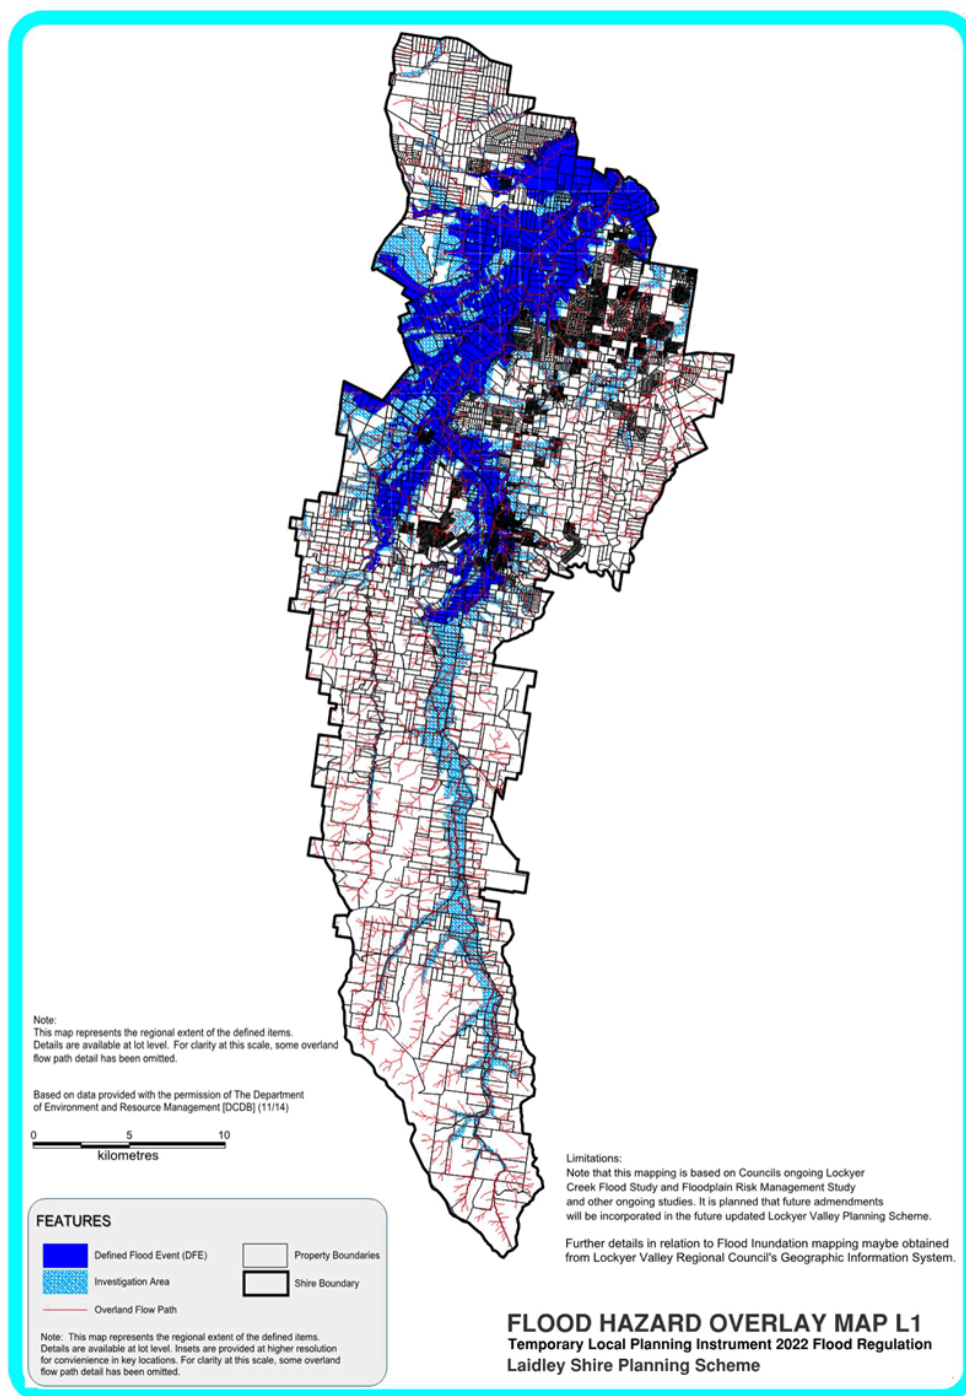 Note:
This map represents the regional extent of the defined items.
Details are available at lot level. For clarity at this scale, some overland
flow path detail has been omitted.
Based on data provided with the permission of The Department
of Environment and Resource Management [DCDB] (11/14)
0 5 10
kilometres
Limitations:
Note that this mapping is based on Councils ongoing Lockyer
Creek Flood Study and Floodplain Risk Management Study
and other ongoing studies. It is planned that future admendments
will be incorporated in the future updated Lockyer Valley Planning Scheme.
Further details in relation to Flood Inundation mapping maybe obtained
from Lockyer Valley Regional Council's Geographic Information System.
FEATURES
Defined Flood Event (DFE)
Property Boundaries
Investigation Area
Shire Boundary
Overland Flow Path
Note: This map represents the regional extent of the defined items.
Details are available at lot level. Insets are provided at higher resolution
for convienience in key locations. For clarity at this scale, some overland
flow path detail has been omitted.
FLOOD HAZARD OVERLAY MAP L1
Temporary Local Planning Instrument 2022 Flood Regulation
Laidley Shire Planning Scheme